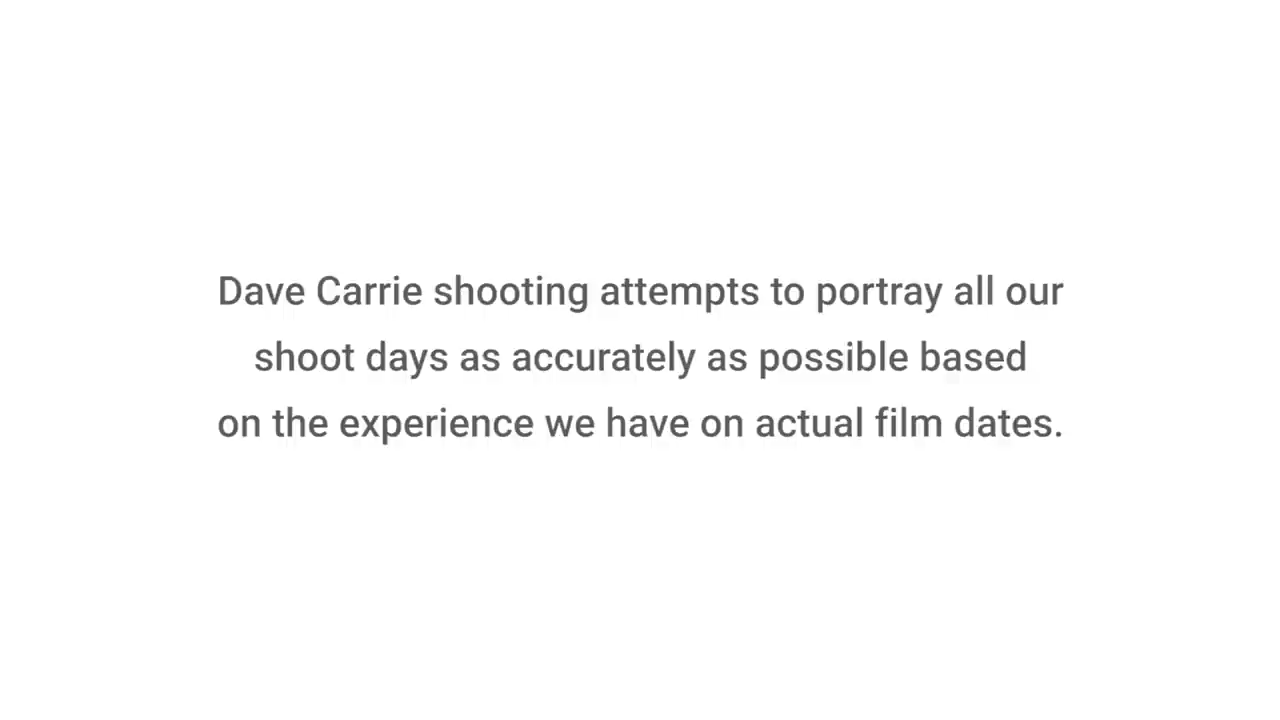 Dave Carrie shooting attempts to portray all our
shoot days as accurately as possible based
on the experience we have on actual film dates.